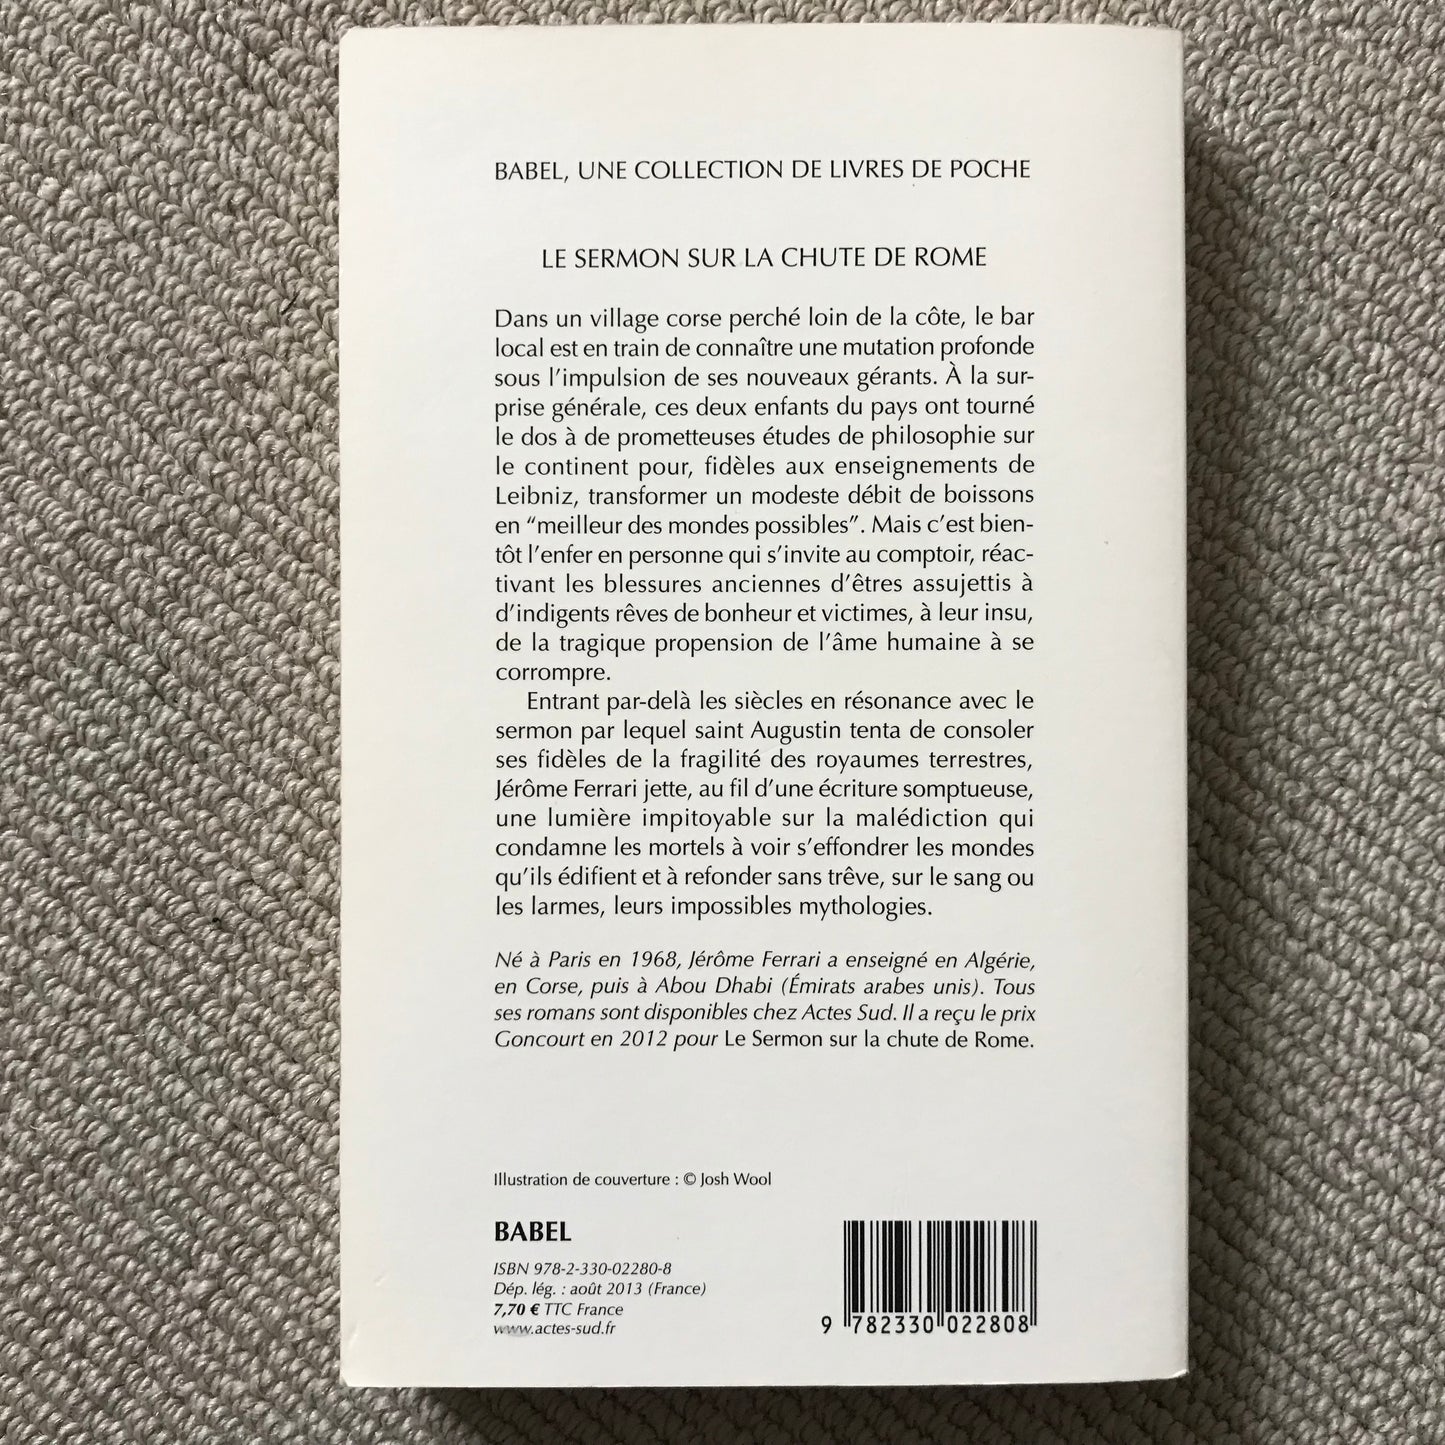 BABEL, UNE COLLECTION DE LIVRES DE POCHE
LE SERMON SUR LA CHUTE DE ROME
Dans un village corse perché loin de la côte, le bar
local est en train de connaître une mutation profonde
sous l'impulsion de ses nouveaux gérants. À la sur-
prise générale, ces deux enfants du pays ont tourné
le dos à de prometteuses études de philosophie sur
le continent pour, fidèles aux enseignements de
Leibniz, transformer un modeste débit de boissons
en “meilleur des mondes possibles”. Mais c'est bien-
tôt l'enfer en personne qui s'invite au comptoir, réac-
tivant les blessures anciennes d'êtres assujettis à
d'indigents rêves de bonheur et victimes, à leur insu,
de la tragique propension de l'âme humaine à se
corrompre.
Entrant par-delà les siècles en résonance avec le
sermon par lequel saint Augustin tenta de consoler
ses fidèles de la fragilité des royaumes terrestres,
Jérôme Ferrari jette, au fil d'une écriture somptueuse,
une lumière impitoyable sur la malédiction qui
condamne les mortels à voir s'effondrer les mondes
qu'ils édifient et à refonder sans trêve, sur le sang ou
les larmes, leurs impossibles mythologies.
Né à Paris en 1968, Jérôme Ferrari a enseigné en Algérie,
en Corse, puis à Abou Dhabi (Émirats arabes unis). Tous
ses romans sont disponibles chez Actes Sud. Il a reçu le prix
Goncourt en 2012 pour Le Sermon sur la chute de Rome.
Illustration de couverture : © Josh Wool
BABEL
ISBN 978-2-330-02280-8
Dép. lég. : août 2013 (France)
7,70 € TTC France
www.actes-sud.fr
9 782330 022808